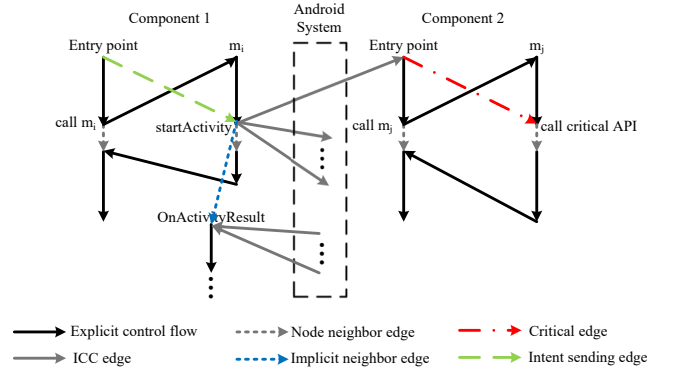 Component 1
Android
System
Component 2
Entry point
mi
Entry point
mj
call mi
startActivity
call mj
call critical API
OnActivityResult
Explicit control flow
Node neighbor edge
Critical edge
ICC edge
Implicit neighbor edge
Intent sending edge